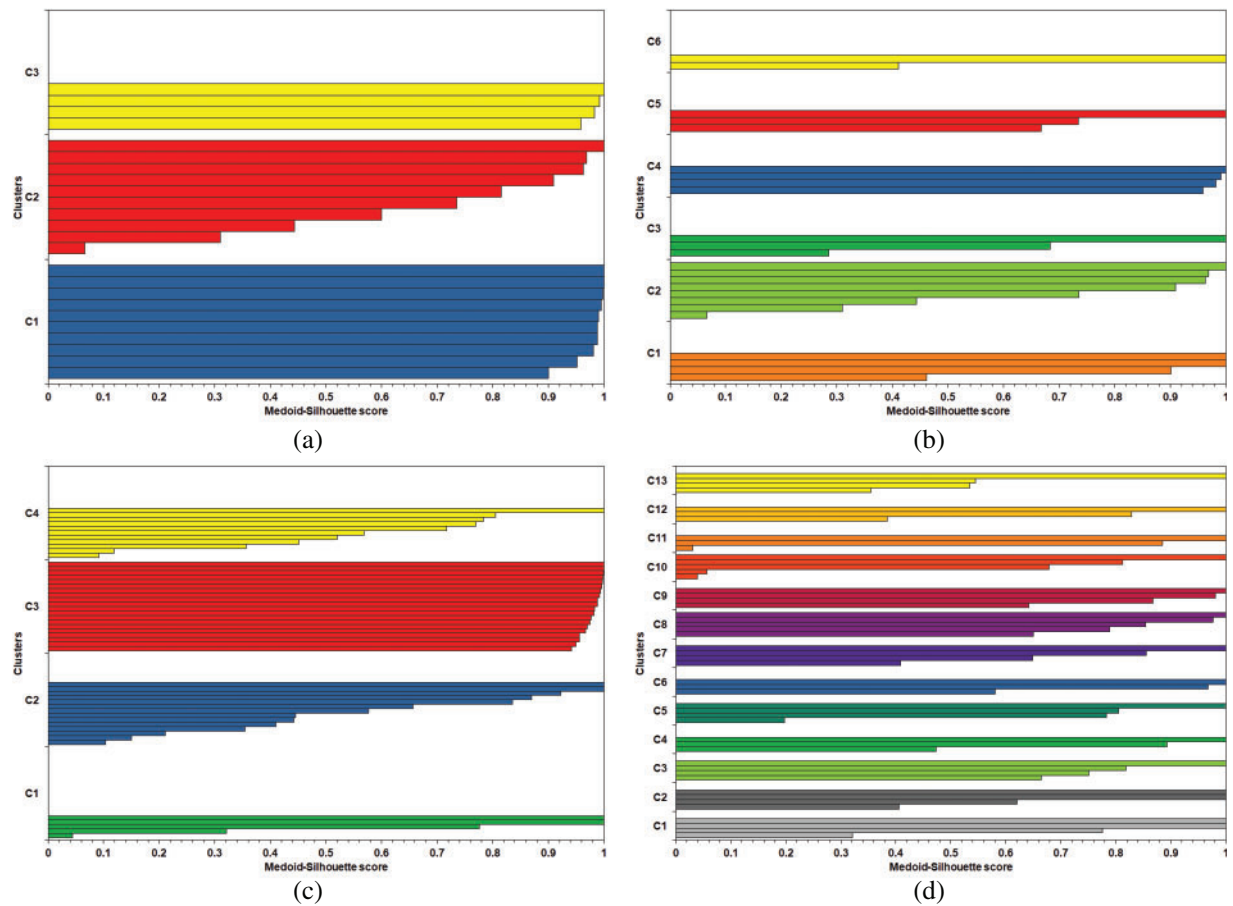 C3
C2
C1
Clusters
0 0.1 0.2 0.3 0.4 0.5 0.6 0.7 0.8 0.9 1
Medoid-Silhouette score
(a)
C6
C5
C4
C3
C2
C1
Clusters
0 0.1 0.2 0.3 0.4 0.5 0.6 0.7 0.8 0.9 1
Medoid-Silhouette score
(b)
C4
C3
C2
C1
Clusters
0 0.1 0.2 0.3 0.4 0.5 0.6 0.7 0.8 0.9 1
Medoid-Silhouette score
(c)
C13
C12
C11
C10
C9
C8
C7
C6
C5
C4
C3
C2
C1
Clusters
0 0.1 0.2 0.3 0.4 0.5 0.6 0.7 0.8 0.9 1
Medoid-Silhouette score
(d)